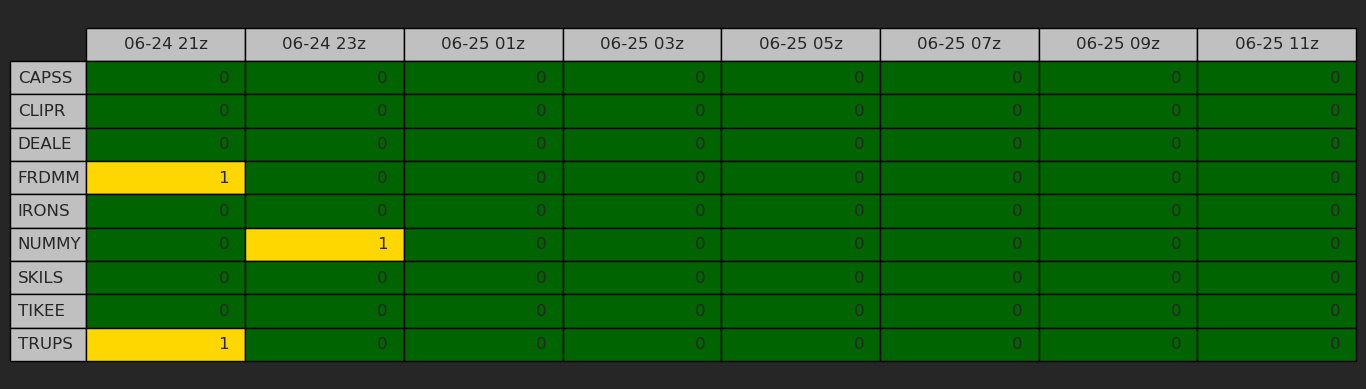 06-24 21z 06-24 23z 06-25 01z 06-25 03z 06-25 05z 06-25 07z 06-25 09z 06-25 11z
CAPSS 0 0 0 0 0 0 0 0
CLIPR 0 0 0 0 0 0 0 0
DEALE 0 0 0 0 0 0 0 0
FRDMM 1 0 0 0 0 0 0 0
IRONS 0 0 0 0 0 0 0 0
NUMMY 0 1 0 0 0 0 0 0
SKILS 0 0 0 0 0 0 0 0
TIKEE 0 0 0 0 0 0 0 0
TRUPS 1 0 0 0 0 0 0 0